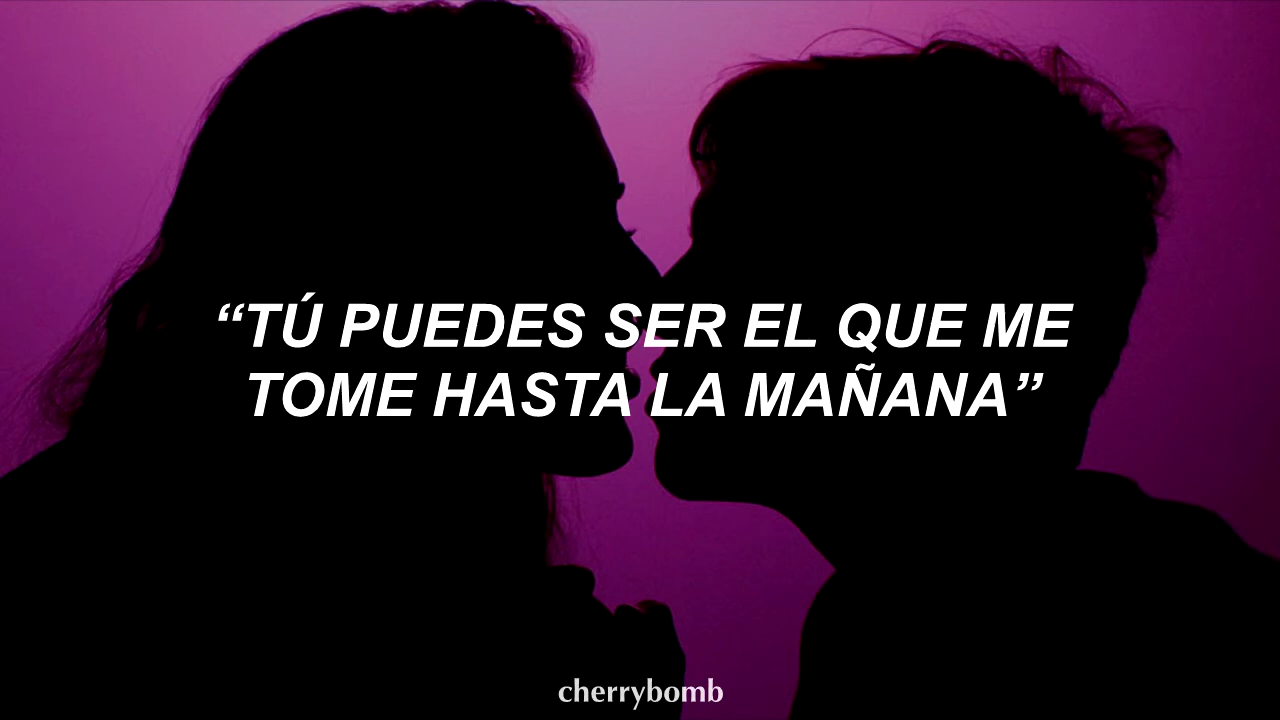 “TÚ PUEDES SER EL QUE ME
TOME HASTA LA MAÑANA”
cherrybomb